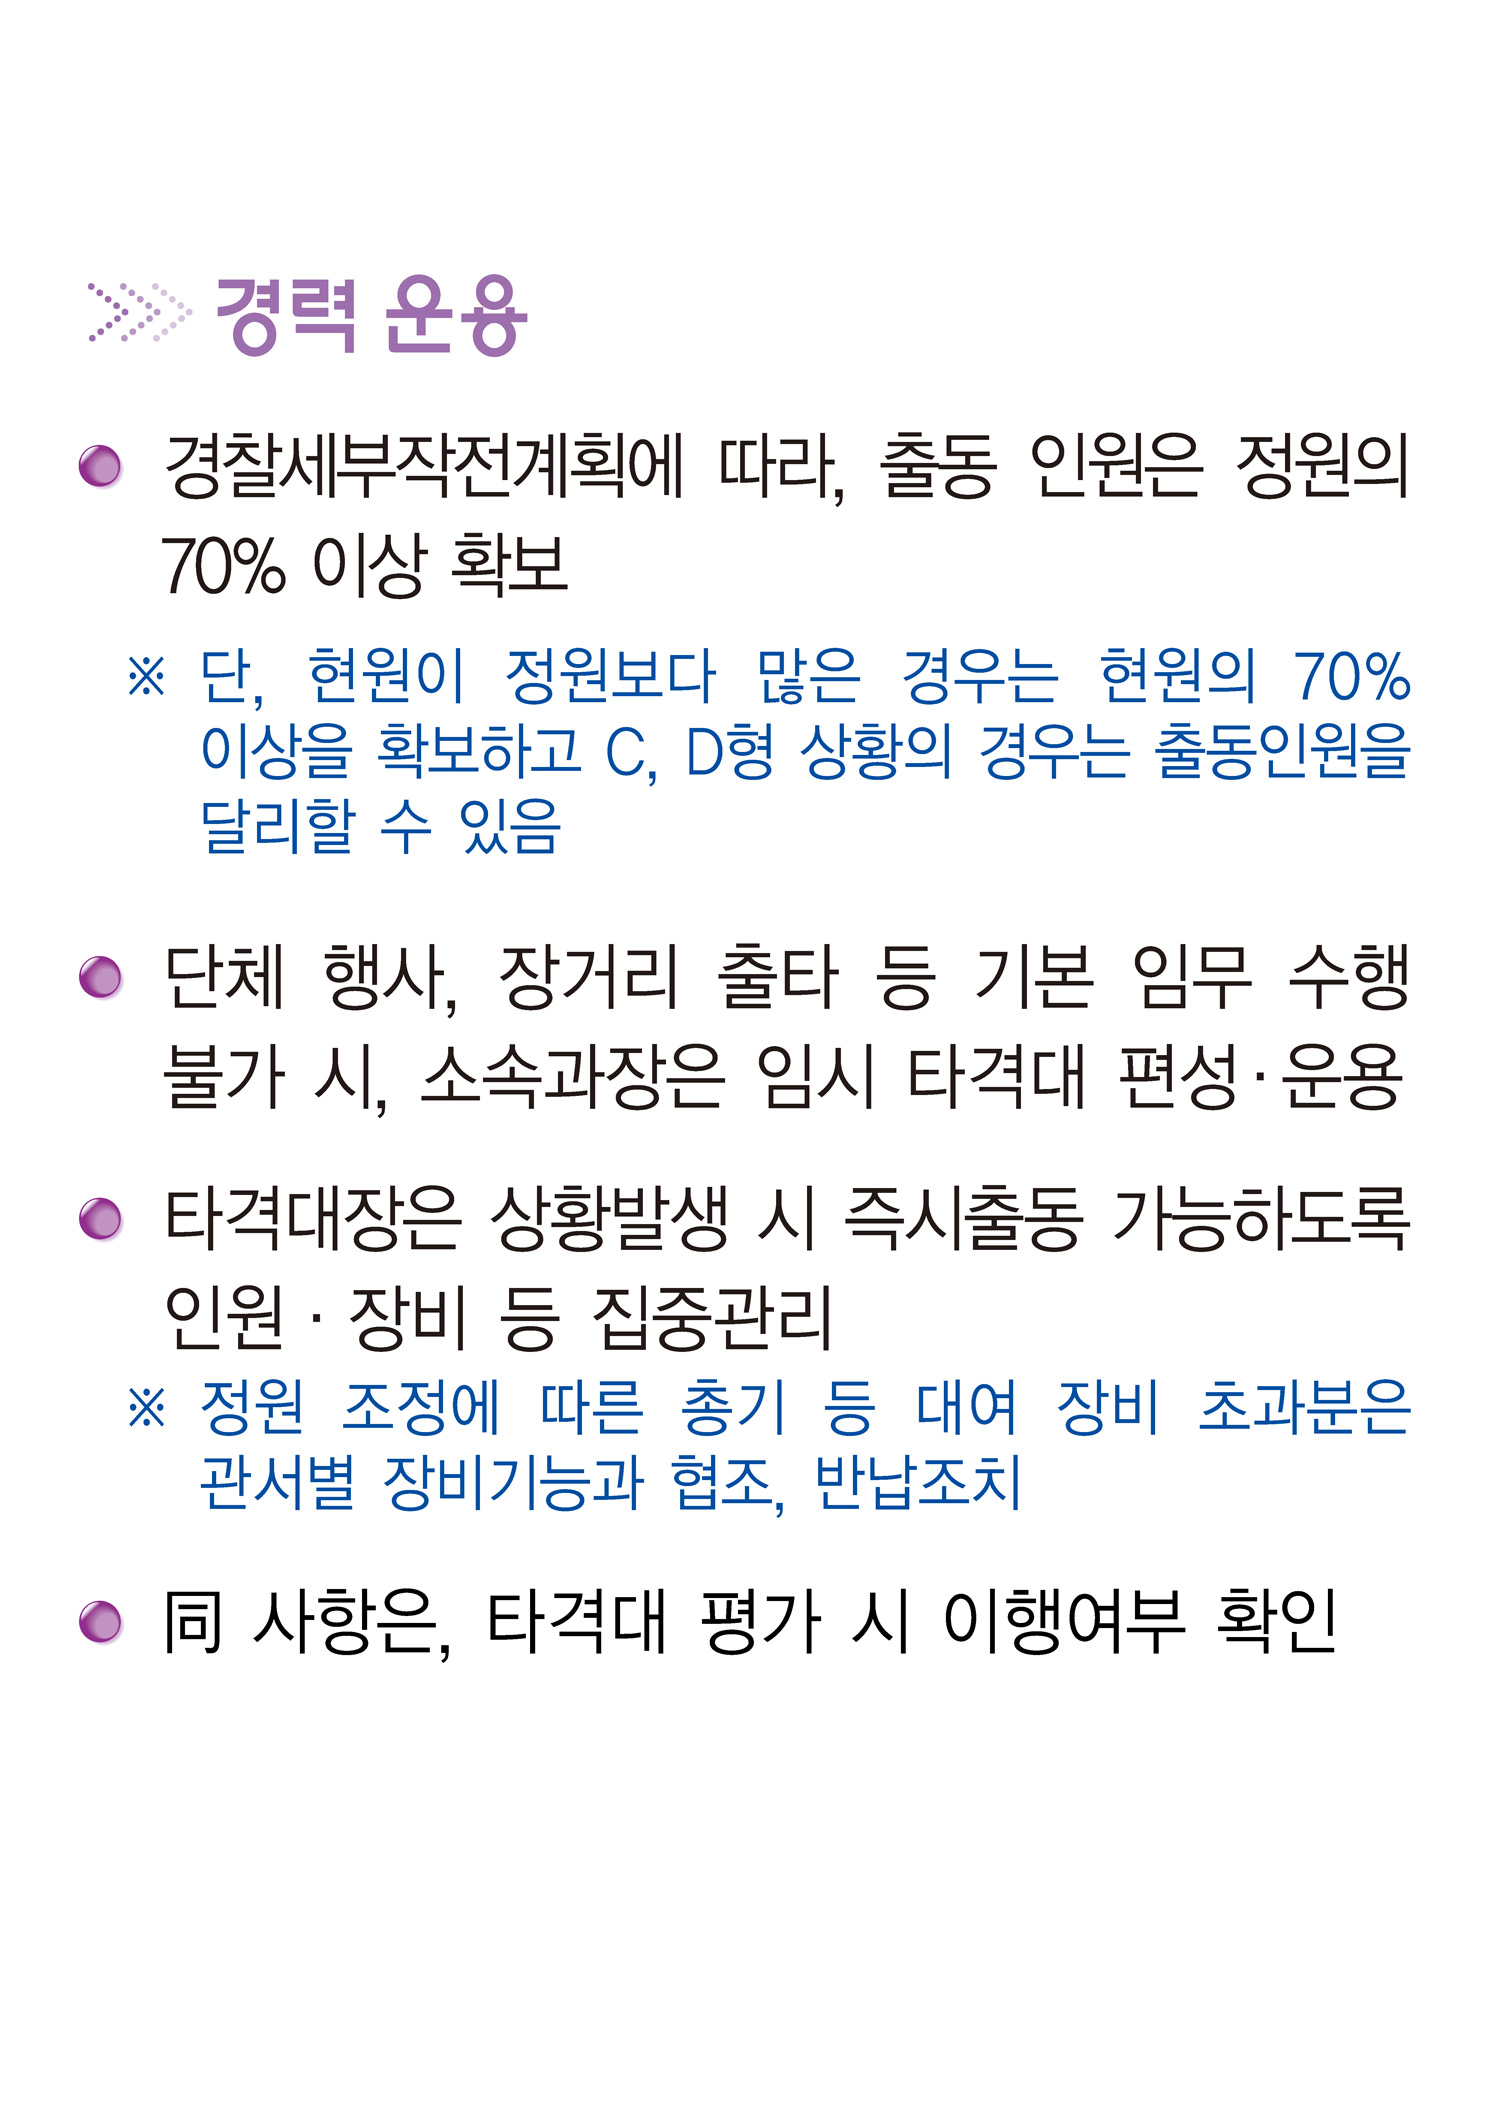 경력 운용
경찰세부작전계획에 따라, 출동 인원은 정원의
70% 이상 확보
※ 단, 현원이 정원보다 많은 경우는 현원의 70%
이상을 확보하고 C, D형 상황의 경우는 출동인원을
달리할 수 있음
단체 행사, 장거리 출타 등 기본 임무 수행
불가 시, 소속과장은 임시 타격대 편성·운용
타격대장은 상황발생 시 즉시출동 가능하도록
인원 · 장비 등 집중관리
※ 정원 조정에 따른 총기 등 대여 장비 초과분은
관서별 장비기능과 협조, 반납조치
同 사항은, 타격대 평가 시 이행여부 확인